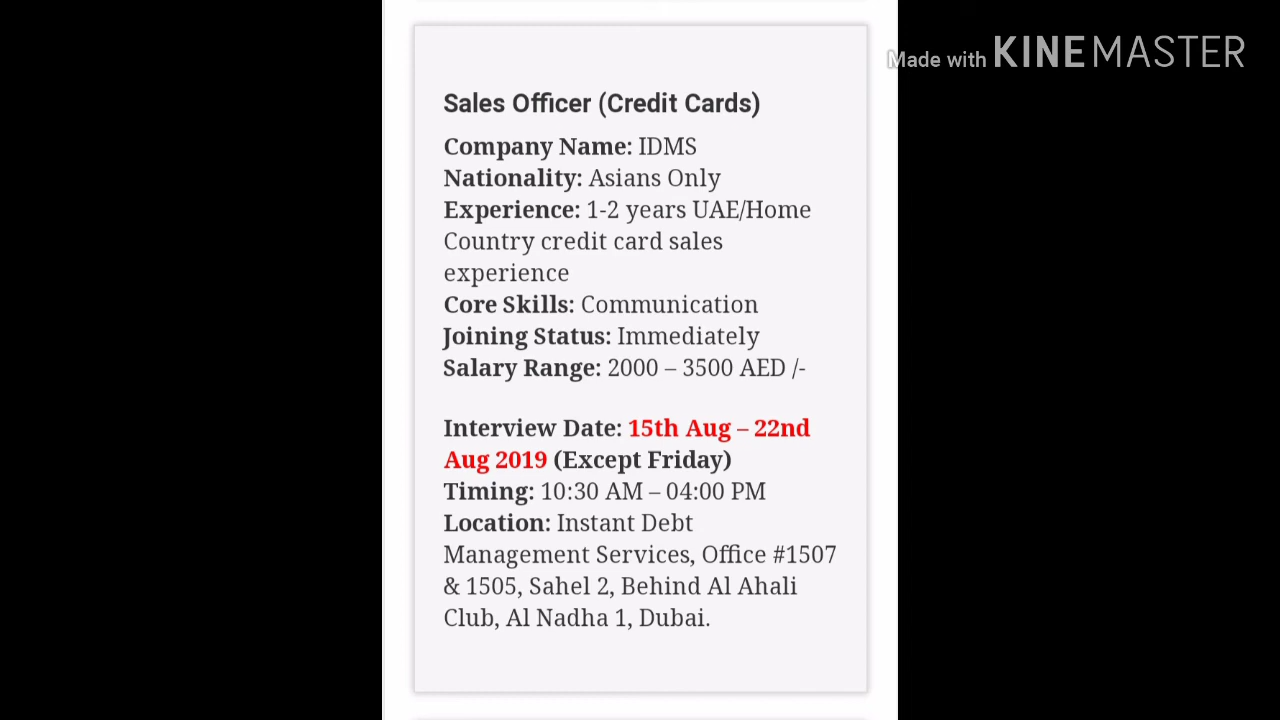 Made with KINEMASTER
Sales Officer (Credit Cards)
Company Name: IDMS
Nationality: Asians Only
Experience: 1-2 years UAE/Home
Country credit card sales
experience
Core Skills: Communication
Joining Status: Immediately
Salary Range: 2000 – 3500 AED /-
Interview Date: 15th Aug – 22nd
Aug 2019 (Except Friday)
Timing: 10:30 AM – 04:00 PM
Location: Instant Debt
Management Services, Office #1507
& 1505, Sahel 2, Behind Al Ahali
Club, Al Nadha 1, Dubai.